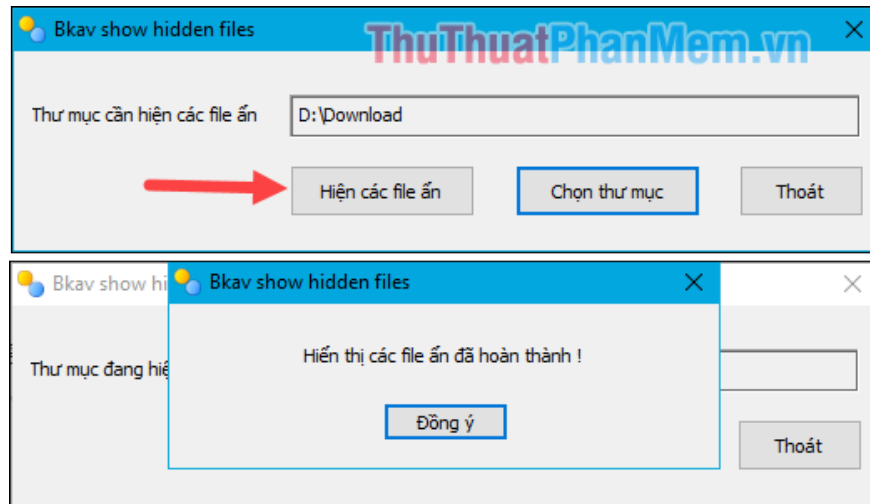 Bkav show hidden files
ThuThuatPhanMem.vn
Thư mục cần hiện các file ẩn
D:\Download
Hiện các file ẩn
Chọn thư mục
Thoát
Bkav show hi
Bkav show hidden files
Thư mục đang hiệ
Hiển thị các file ẩn đã hoàn thành !
Đồng ý
Thoát